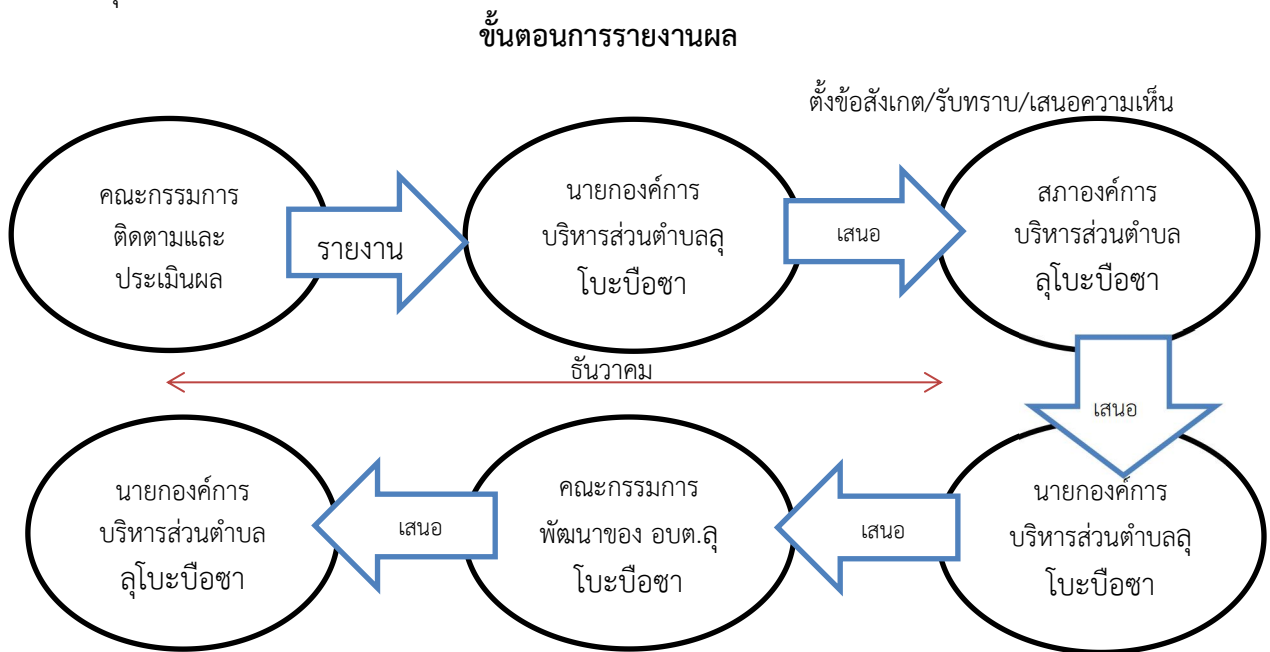 ขั้นตอนการรายงานผล
ตั้งข้อสังเกต/รับทราบ/เสนอความเห็น
คณะกรรมการ
ติดตามและ
ประเมินผล
รายงาน
นายกองค์การ
บริหารส่วนตำบลลุ
โบะบือซา
เสนอ
สภาองค์การ
บริหารส่วนตำบล
ลุโบะบือซา
ธันวาคม
เสนอ
นายกองค์การ
บริหารส่วนตำบลลุ
โบะบือซา
เสนอ
คณะกรรมการ
พัฒนาของ อบต.ลุ
โบะบือซา
เสนอ
นายกองค์การ
บริหารส่วนตำบล
ลุโบะบือซา